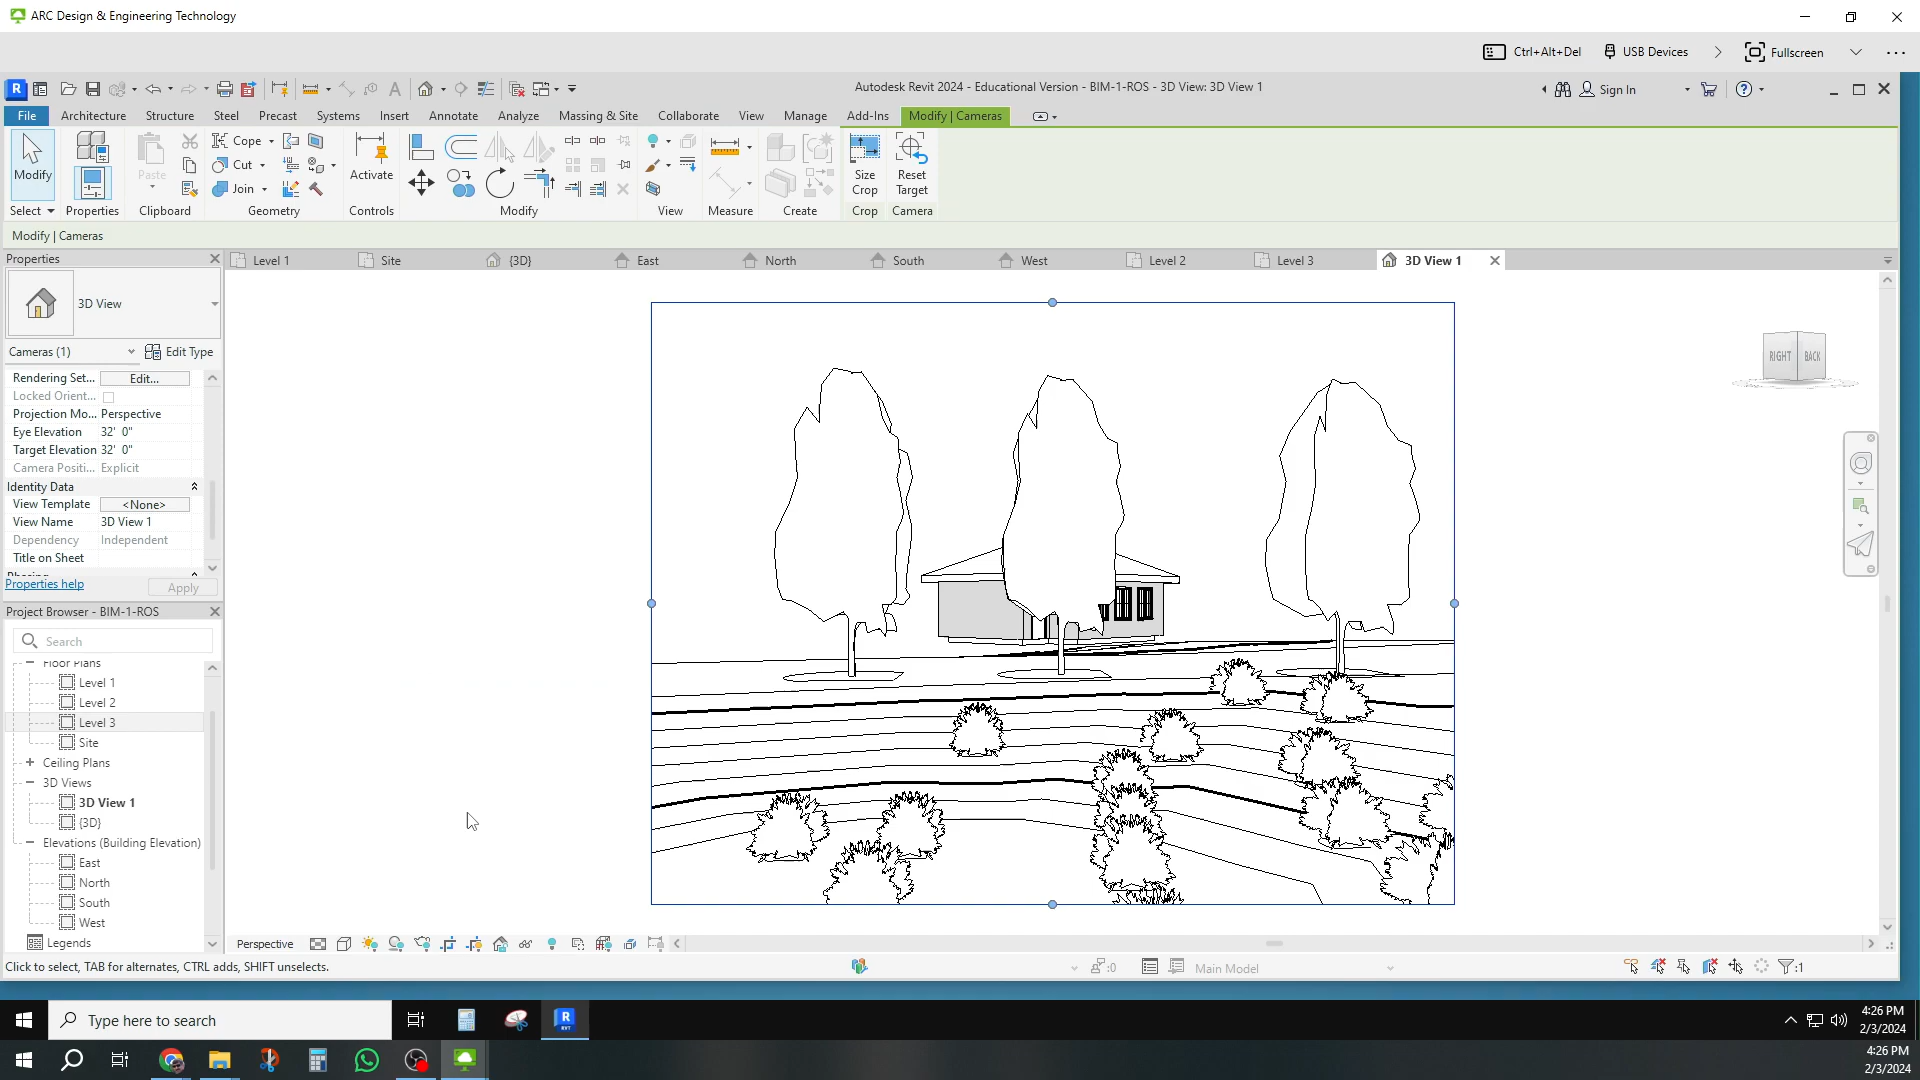 ARC Design & Engineering Technology
Ctrl+Alt+Del
USB Devices
Fullscreen
Autodesk Revit 2024 - Educational Version - BIM-1-ROS - 3D View: 3D View 1
Sign In
File
Architecture
Structure
Steel
Precast
Systems
Insert
Annotate
Analyze
Massing & Site
Collaborate
View
Manage
Add-Ins
Modify | Cameras
Modify
Paste
Cope
Cut
Join
Activate
Size
Crop
Reset
Target
Select
Properties
Clipboard
Geometry
Controls
Modify
View
Measure
Create
Crop
Camera
Modify | Cameras
Properties
Level 1
Site
{3D}
East
North
South
West
Level 2
Level 3
3D View 1
3D View
Cameras (1)
Edit Type
Rendering Set... Edit...
Locked Orient...
Projection Mo... Perspective
Eye Elevation 32' 0"
Target Elevation 32' 0"
Camera Positi... Explicit
Identity Data
View Template <None>
View Name 3D View 1
Dependency Independent
Title on Sheet
Properties help
Apply
RIGHT
BACK
Project Browser - BIM-1-ROS
Search
Floor Plans
Level 1
Level 2
Level 3
Site
Ceiling Plans
3D Views
3D View 1
{3D}
Elevations (Building Elevation)
East
North
South
West
Legends
Perspective
Click to select, TAB for alternates, CTRL adds, SHIFT unselects.
:0
Main Model
:1
Type here to search
4:26 PM
2/3/2024
4:26 PM
2/3/2024